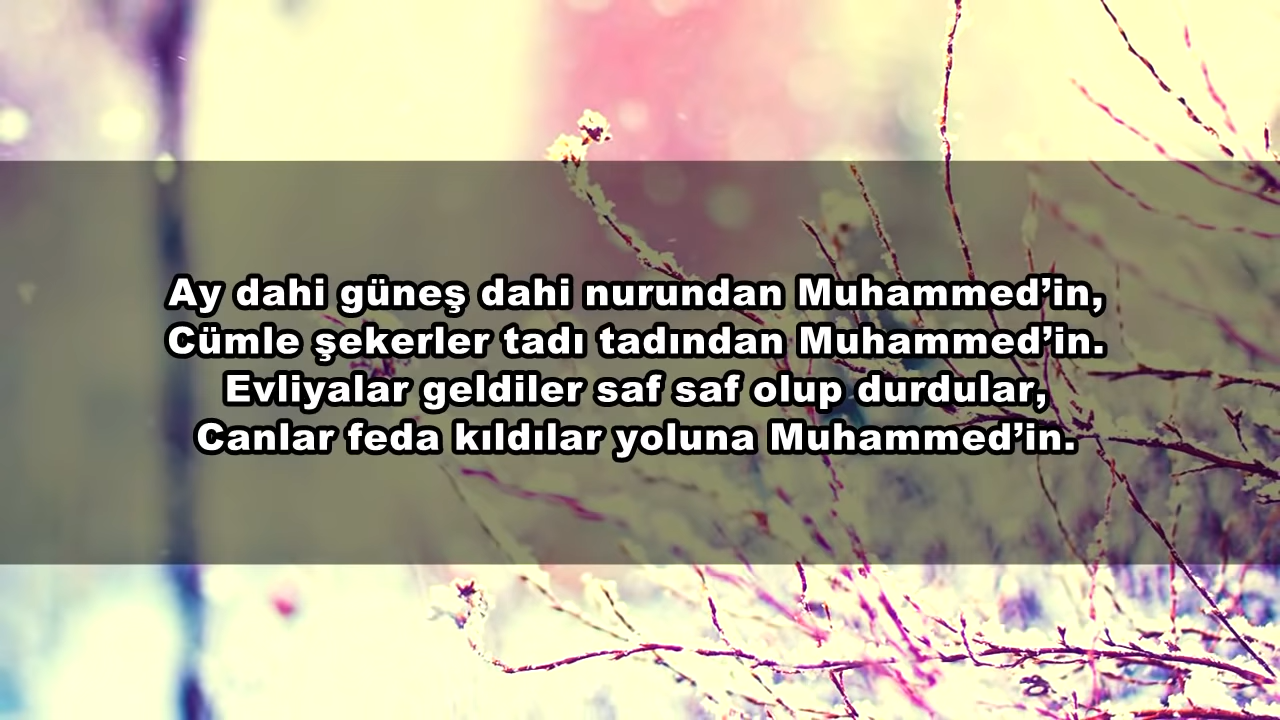 Ay dahi güneş dahi nurundan Muhammed’in,
Cümle şekerler tadı tadından Muhammed’in.
Evliyalar geldiler saf saf olup durdular,
Canlar feda kıldılar yoluna Muhammed’in.